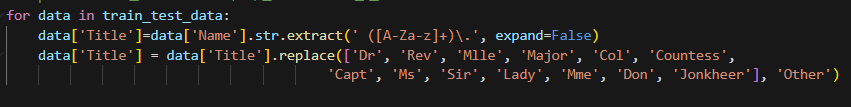 for data in train_test_data:
data['Title']=data['Name'].str.extract(' ([A-Za-z]+)\.', expand=False)
data['Title'] = data['Title'].replace(['Dr', 'Rev', 'Mlle', 'Major', 'Col', 'Countess',
'Capt', 'Ms', 'Sir', 'Lady', 'Mme', 'Don', 'Jonkheer'], 'Other')